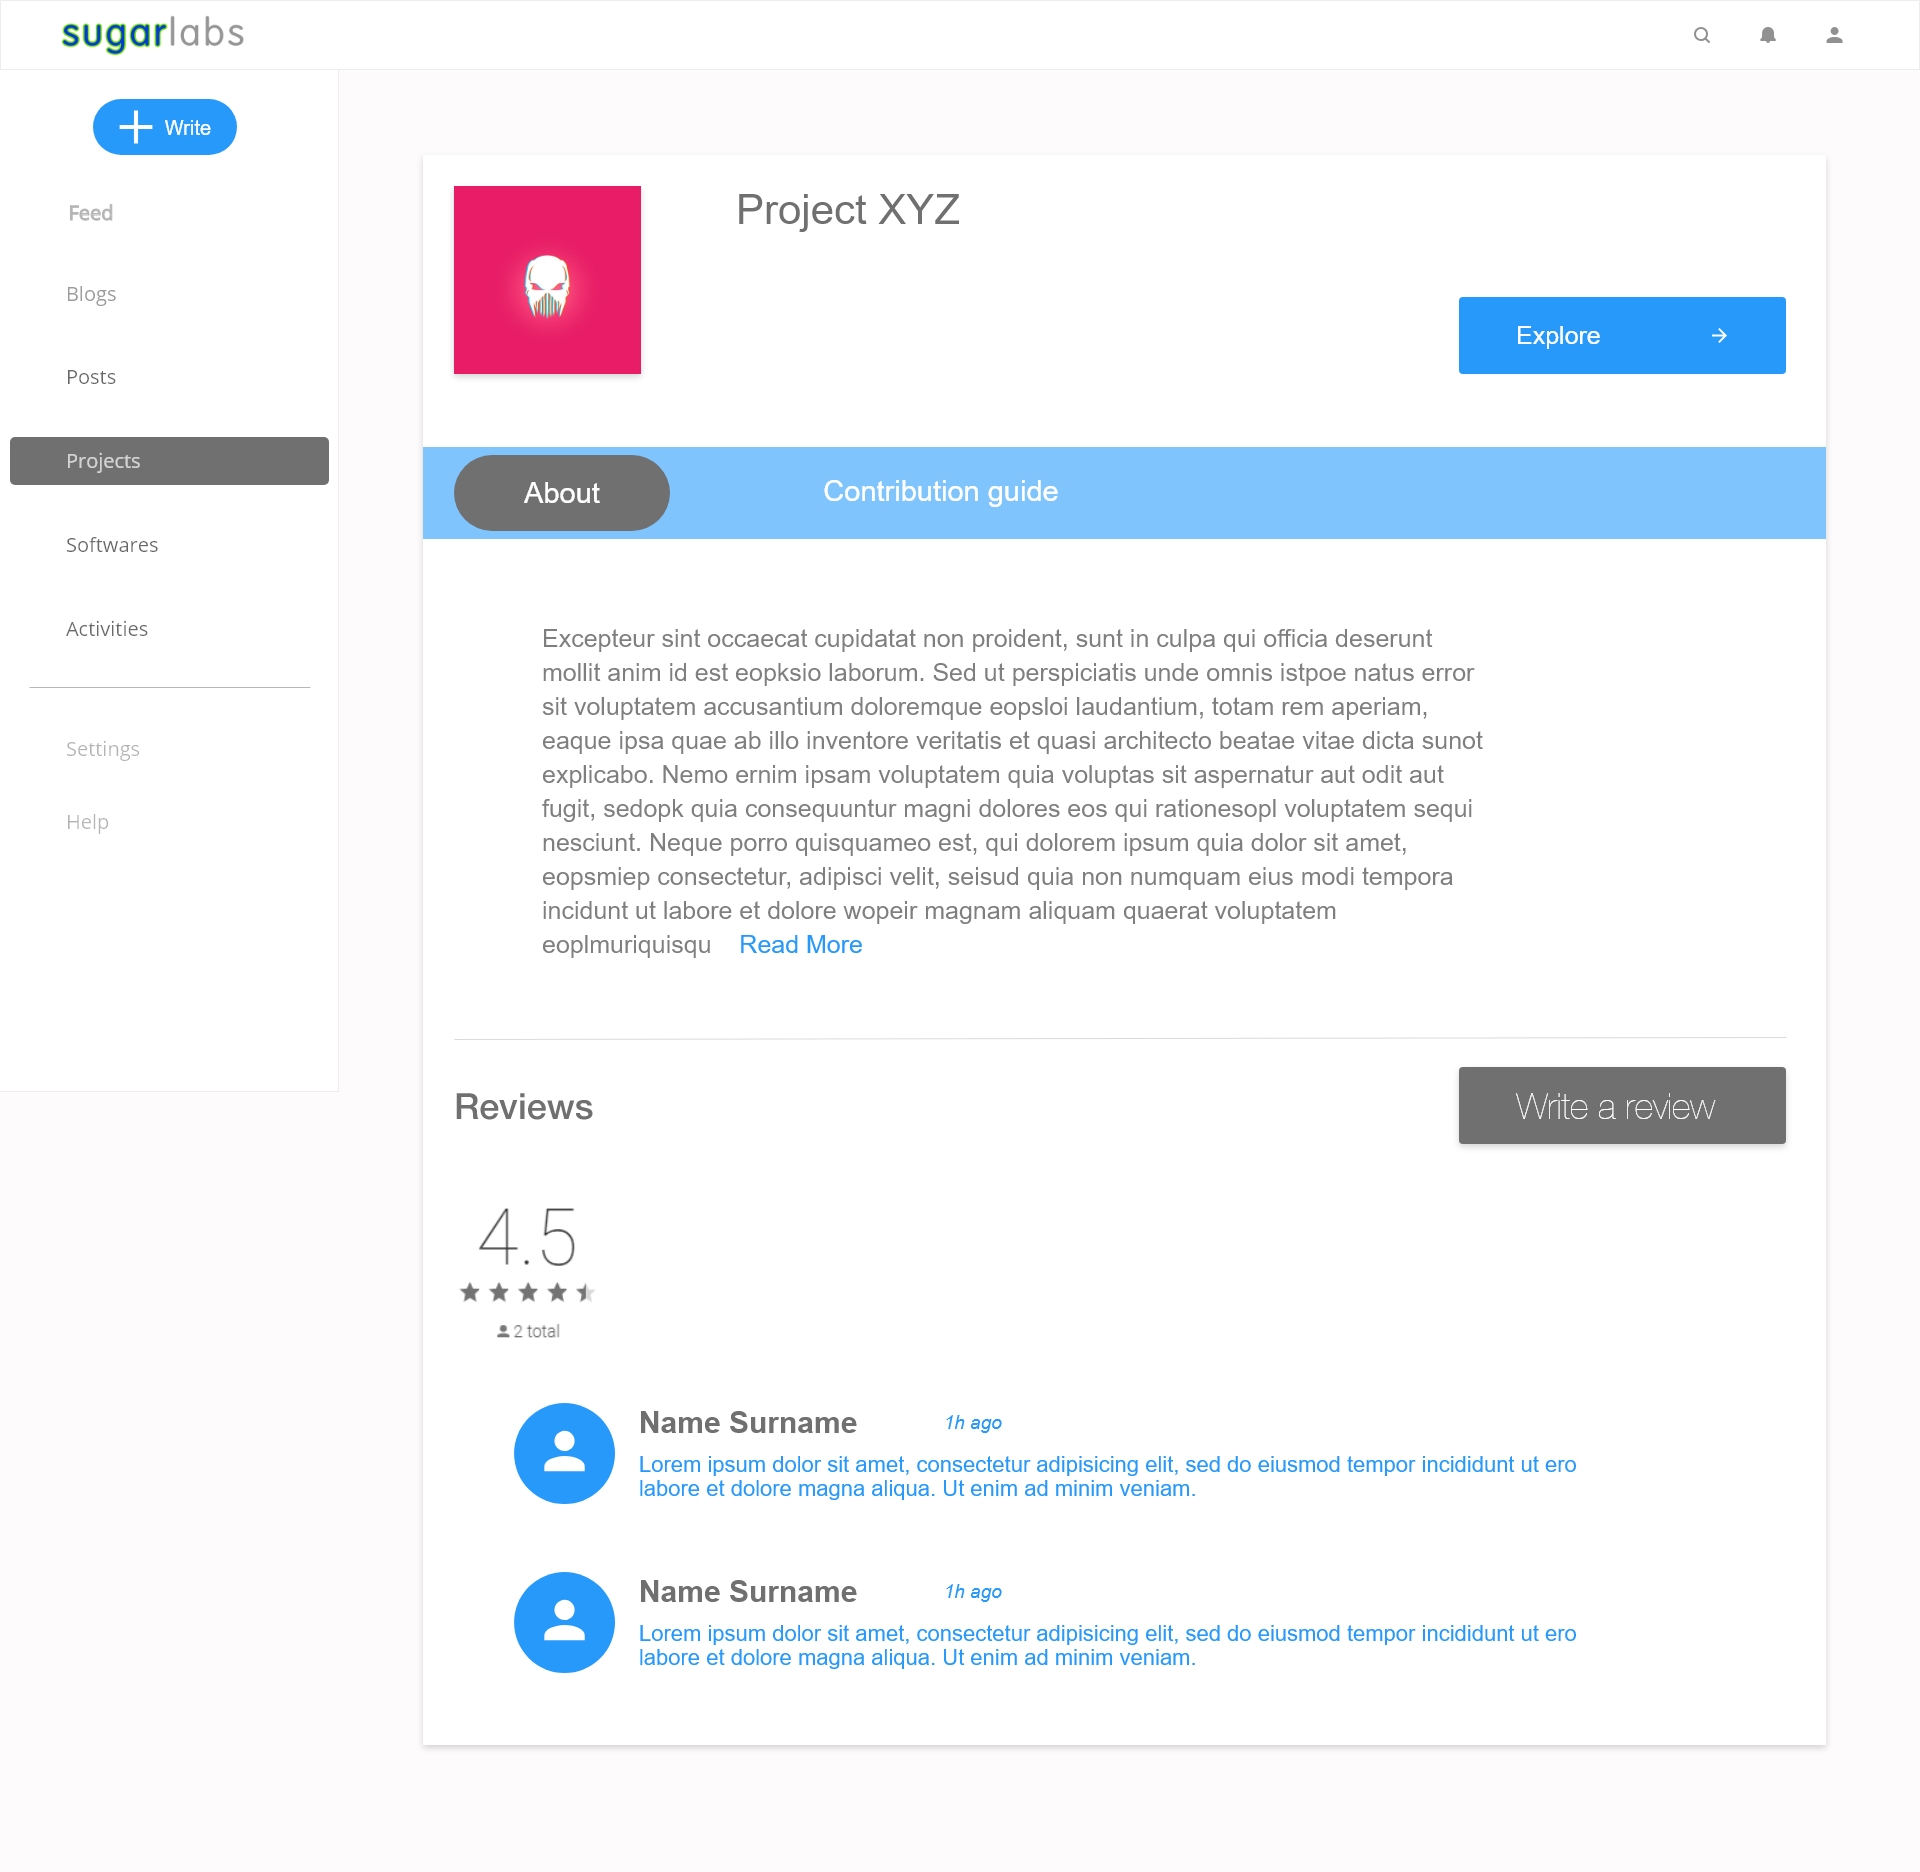 sugarlabs
Write
Feed
Blogs
Posts
Projects
Softwares
Activities
Settings
Help
Project XYZ
Explore
About
Contribution guide
Excepteur sint occaecat cupidatat non proident, sunt in culpa qui officia deserunt
mollit anim id est eopksio laborum. Sed ut perspiciatis unde omnis istpoe natus error
sit voluptatem accusantium doloremque eopsloi laudantium, totam rem aperiam,
eaque ipsa quae ab illo inventore veritatis et quasi architecto beatae vitae dicta sunot
explicabo. Nemo ernim ipsam voluptatem quia voluptas sit aspernatur aut odit aut
fugit, sedopk quia consequuntur magni dolores eos qui rationesopl voluptatem sequi
nesciunt. Neque porro quisquameo est, qui dolorem ipsum quia dolor sit amet,
eopsmiep consectetur, adipisci velit, seisud quia non numquam eius modi tempora
incidunt ut labore et dolore wopeir magnam aliquam quaerat voluptatem
eoplmuriquisqu Read More
Reviews
Write a review
4.5
2 total
Name Surname 1h ago
Lorem ipsum dolor sit amet, consectetur adipisicing elit, sed do eiusmod tempor incididunt ut ero
labore et dolore magna aliqua. Ut enim ad minim veniam.
Name Surname 1h ago
Lorem ipsum dolor sit amet, consectetur adipisicing elit, sed do eiusmod tempor incididunt ut ero
labore et dolore magna aliqua. Ut enim ad minim veniam.